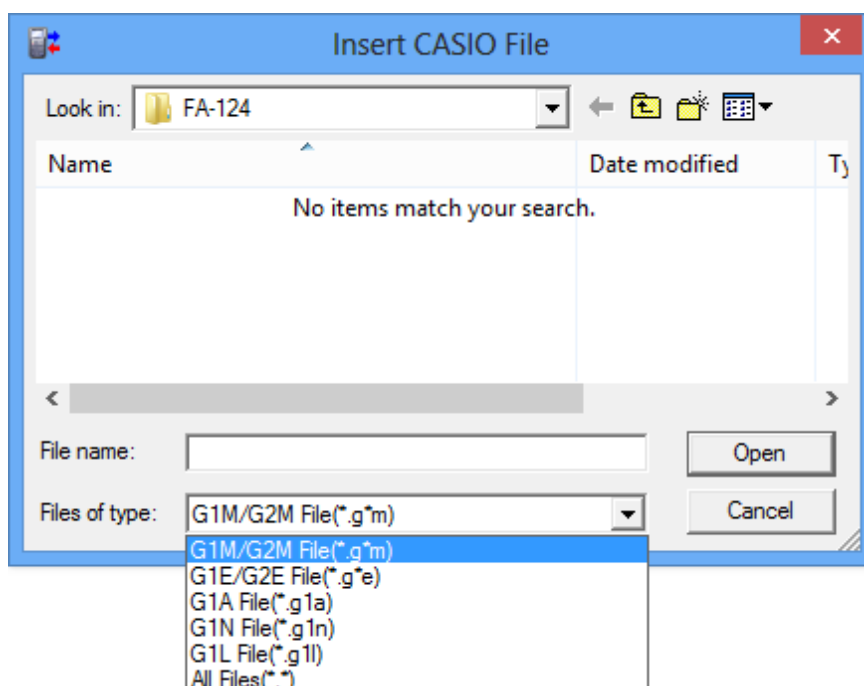 Insert CASIO File
Look in: FA-124
Name Date modified Ty
No items match your search.
File name: Open
Files of type: G1M/G2M File(*.g*m) Cancel
G1M/G2M File(*.g*m)
G1E/G2E File(*.g*e)
G1A File(*.g1a)
G1N File(*.g1n)
G1L File(*.g1l)
All Files(*.*)